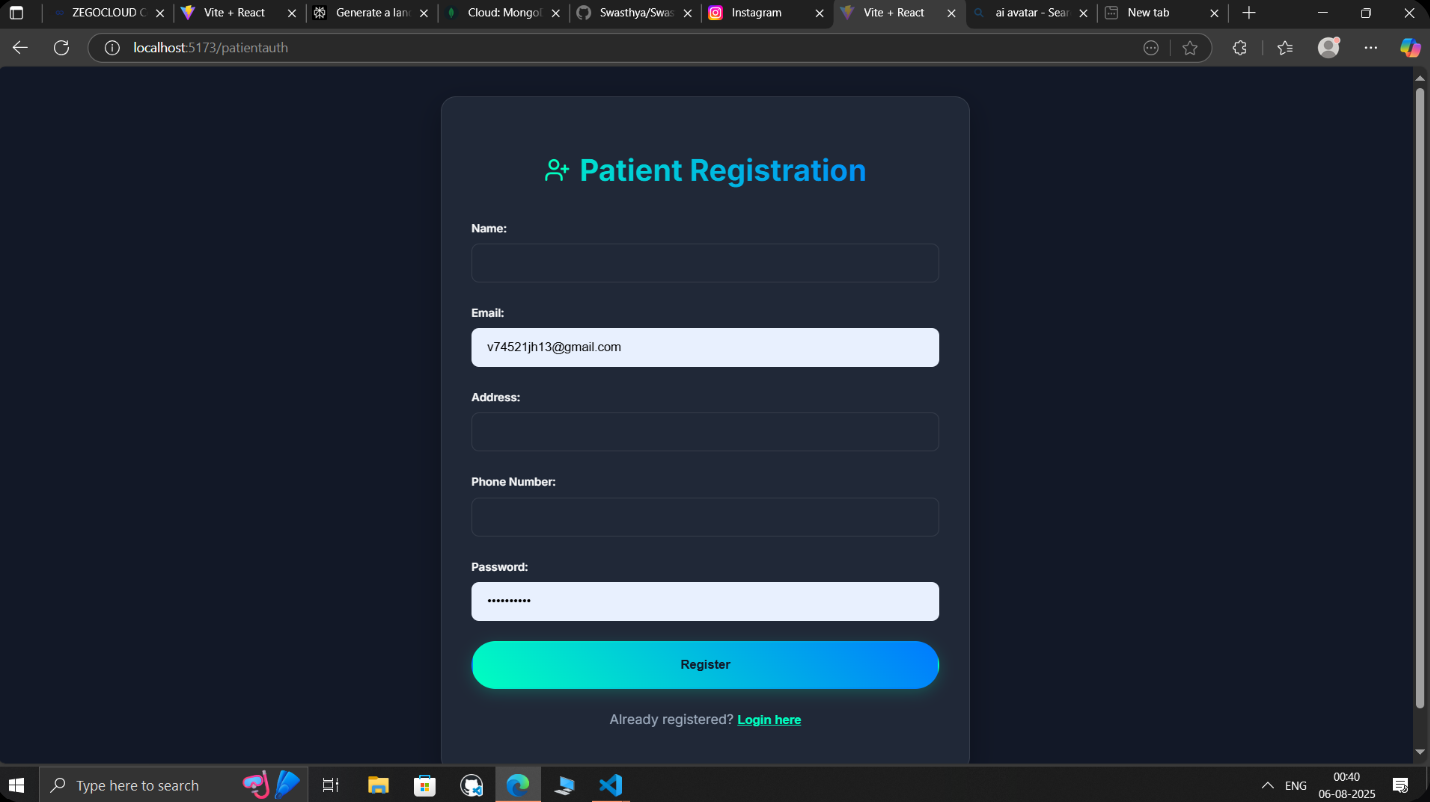 ZEGOCLOUD C
Vite + React
Generate a lan
Cloud: Mongo
Swasthya/Swas
Instagram
Vite + React
ai avatar - Sear
New tab
localhost:5173/patientauth
Patient Registration
Name:
Email:
v74521jh13@gmail.com
Address:
Phone Number:
Password:
••••••••••
Register
Already registered? Login here
Type here to search
ENG
00:40
06-08-2025